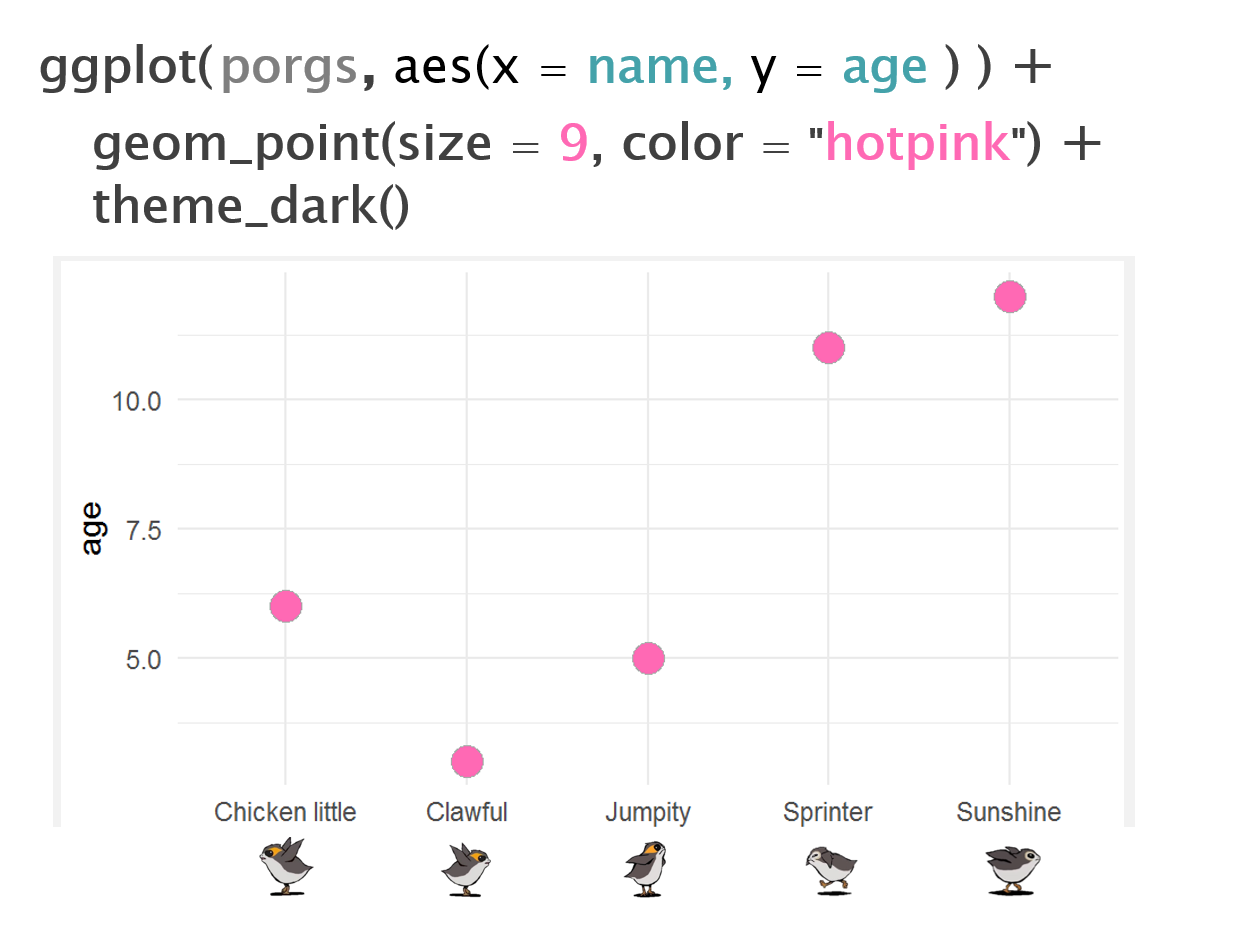 ggplot(porgs, aes(x = name, y = age ) ) +
geom_point(size = 9, color = "hotpink") +
theme_dark()
10.0
7.5
5.0
age
Chicken little Clawful Jumpity Sprinter Sunshine